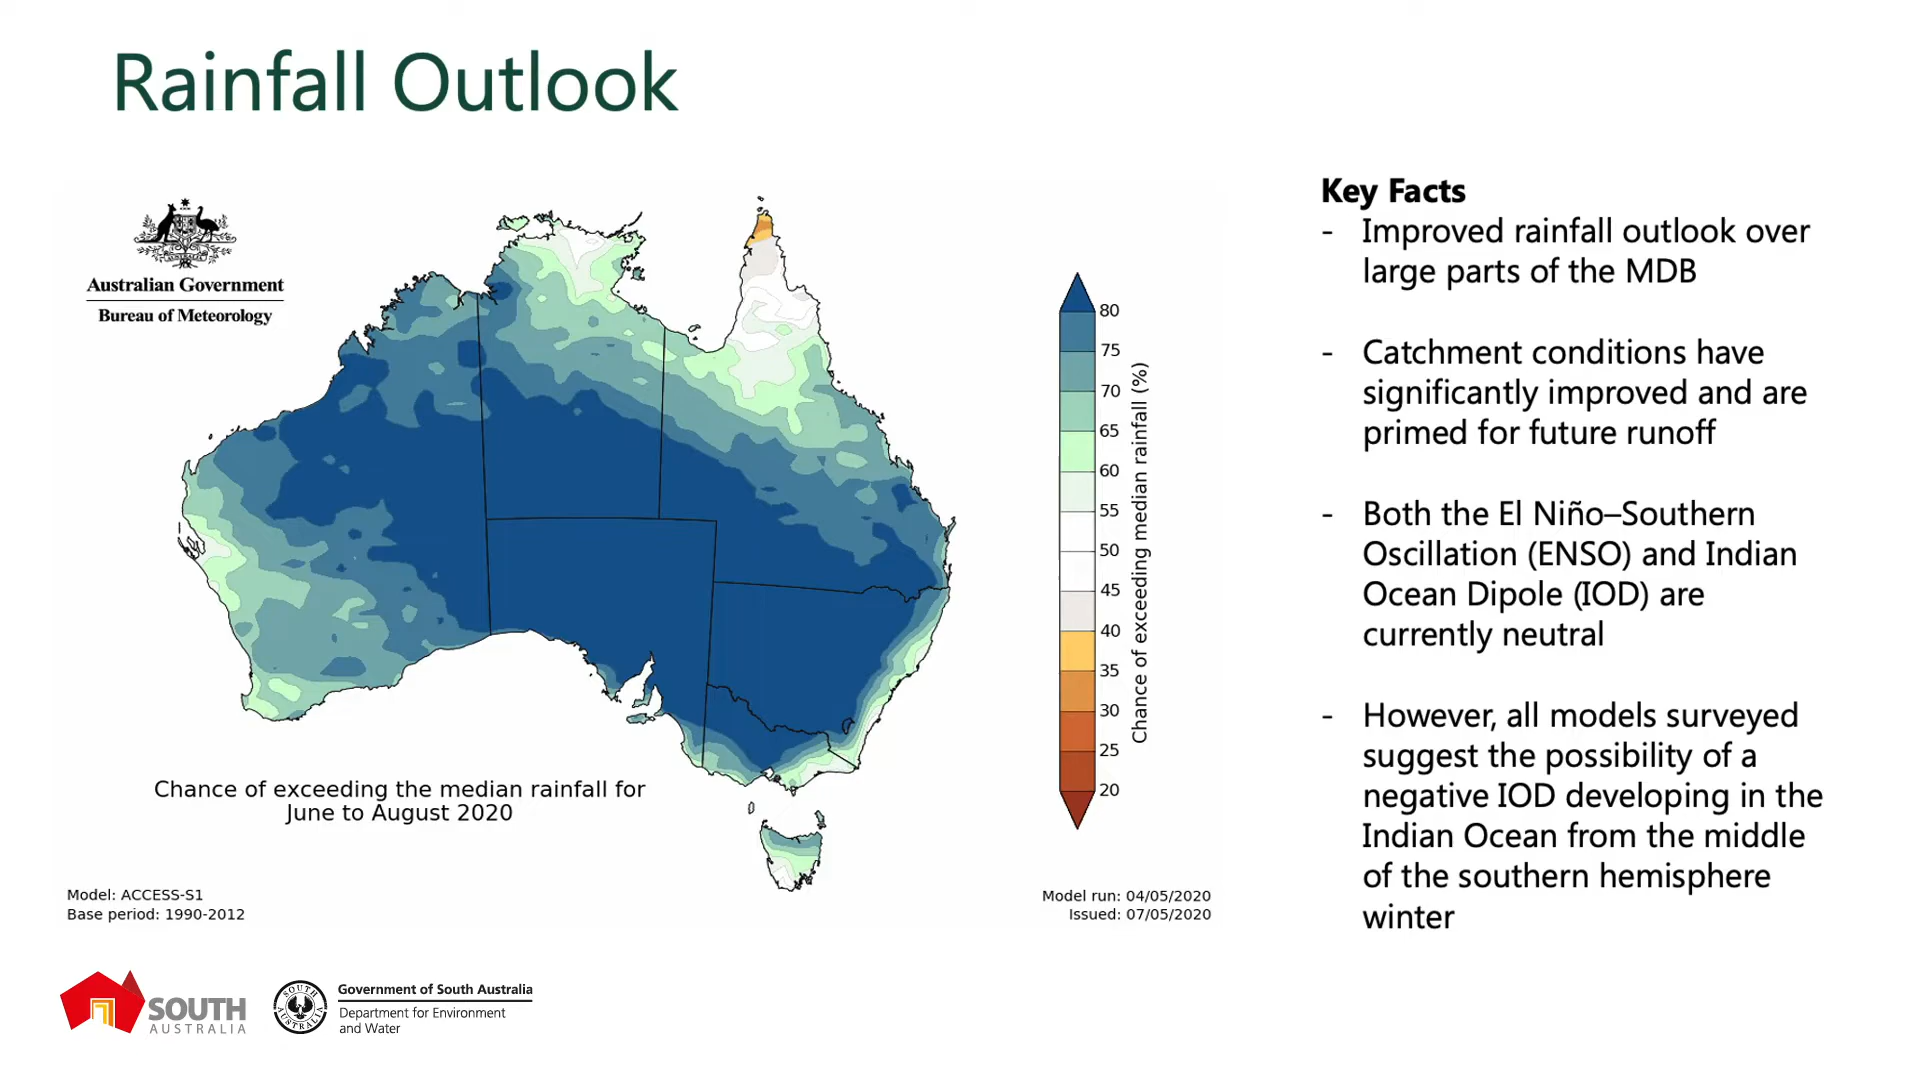 Rainfall Outlook
Australian Government
Bureau of Meteorology
80
75
70
65
60
55
50
45
40
35
30
25
20
Chance of exceeding median rainfall (%)
Chance of exceeding the median rainfall for
June to August 2020
Model: ACCESS-S1
Base period: 1990-2012
Model run: 04/05/2020
Issued: 07/05/2020
Key Facts
- Improved rainfall outlook over
large parts of the MDB
- Catchment conditions have
significantly improved and are
primed for future runoff
- Both the El Niño–Southern
Oscillation (ENSO) and Indian
Ocean Dipole (IOD) are
currently neutral
- However, all models surveyed
suggest the possibility of a
negative IOD developing in the
Indian Ocean from the middle
of the southern hemisphere
winter
SOUTH
AUSTRALIA
SOUTH
AUSTRALIA
Government of South Australia
Department for Environment
and Water